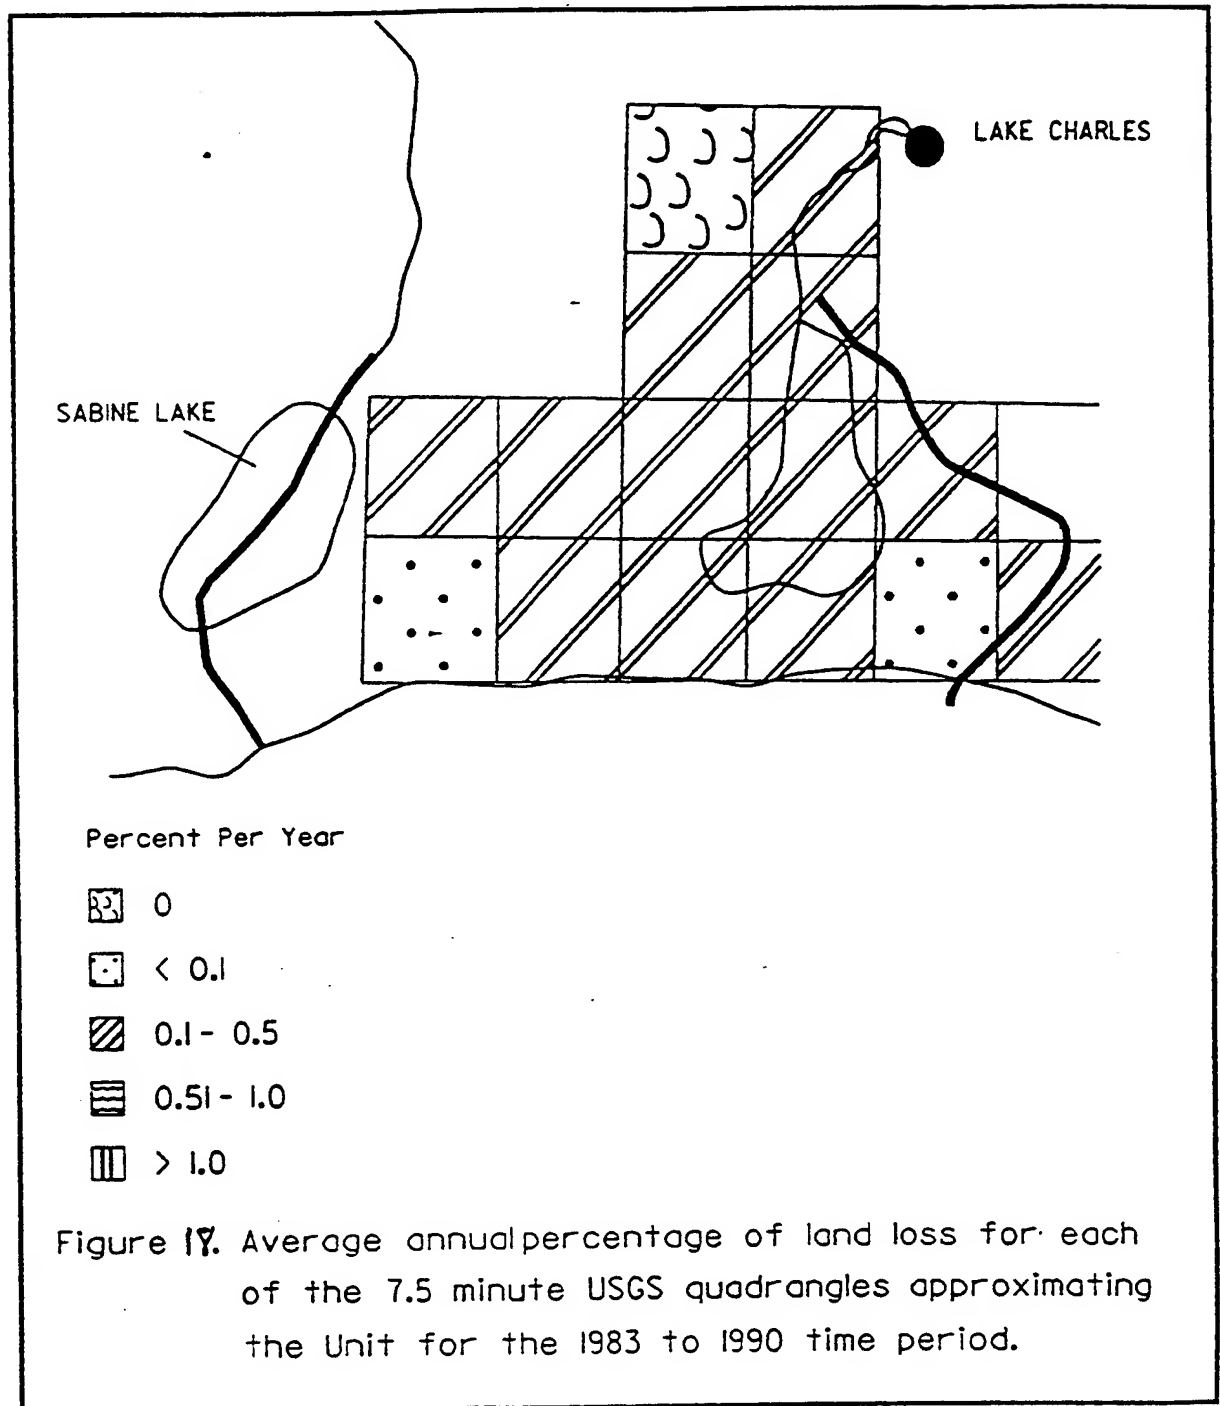 LAKE CHARLES
SABINE LAKE
Percent Per Year
0
< 0.1
0.1 - 0.5
0.51 - 1.0
> 1.0
Figure Average annual percentage of land loss for each
of the 7.5 minute USGS quadrangles approximating
the Unit for the 1983 to 1990 time period.